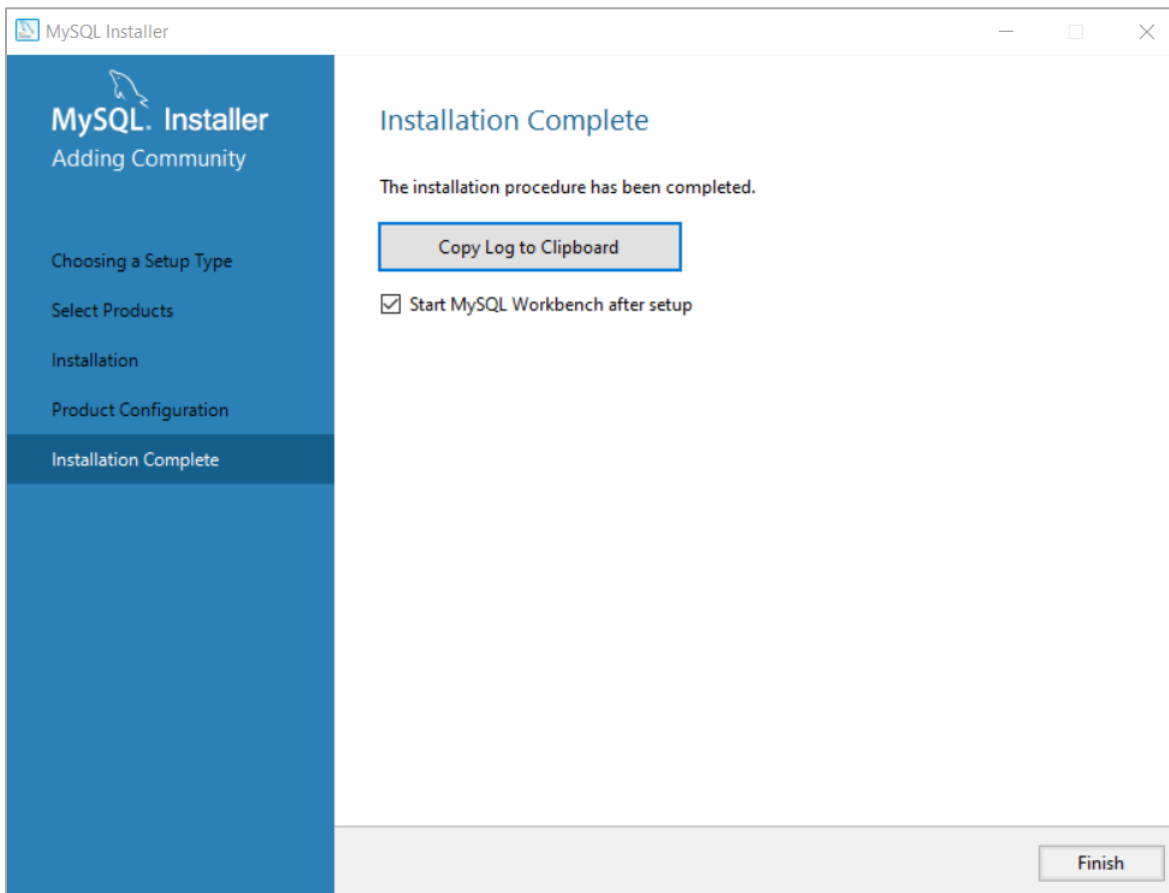 MySQL Installer
MySQL. Installer
Adding Community
Choosing a Setup Type
Select Products
Installation
Product Configuration
Installation Complete
Installation Complete
The installation procedure has been completed.
Copy Log to Clipboard
Start MySQL Workbench after setup
Finish